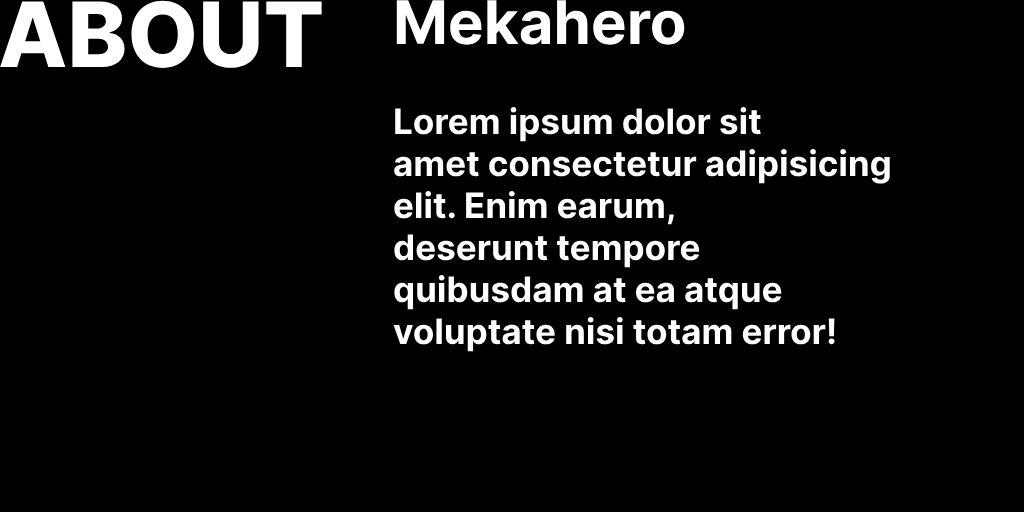 ABOUT
Mekahero
Lorem ipsum dolor sit
amet consectetur adipisicing
elit. Enim earum,
deserunt tempore
quibusdam at ea atque
voluptate nisi totam error!